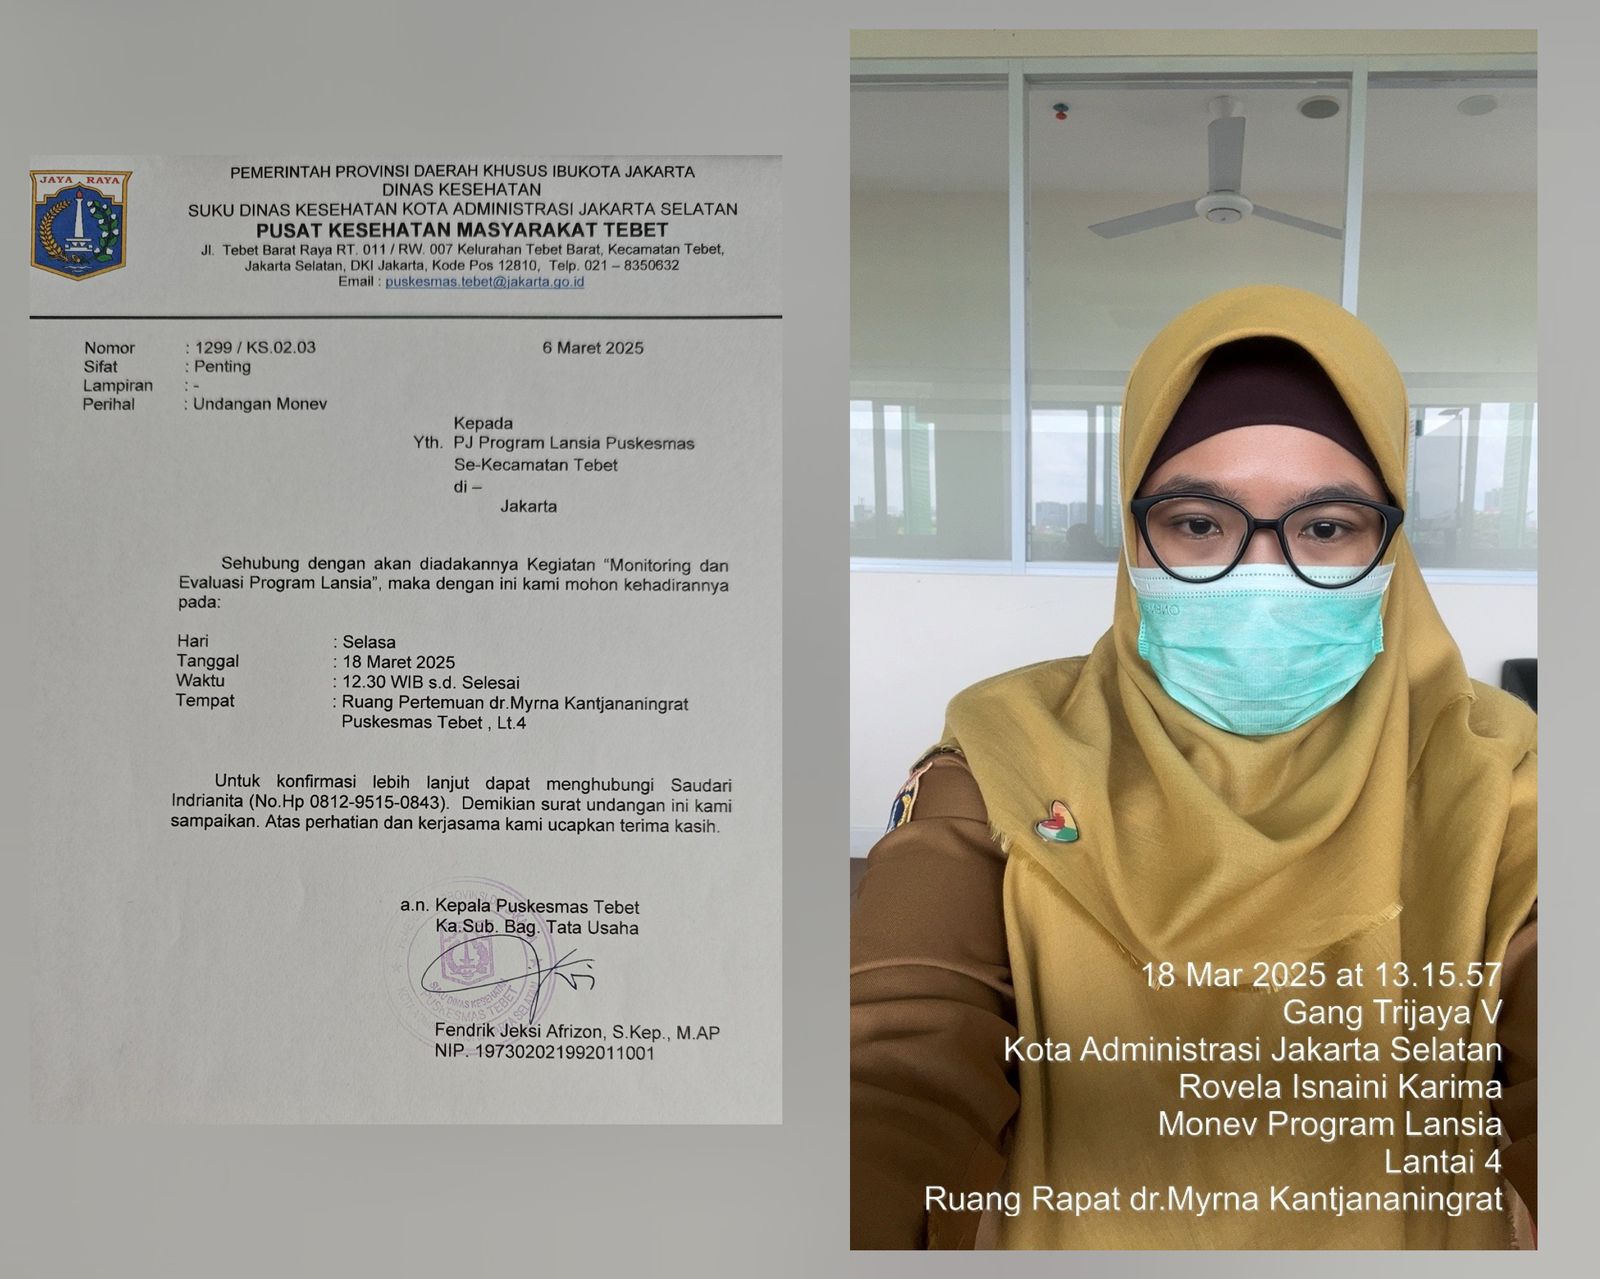 JAYA RAYA
PEMERINTAH PROVINSI DAERAH KHUSUS IBUKOTA JAKARTA
DINAS KESEHATAN
SUKU DINAS KESEHATAN KOTA ADMINISTRASI JAKARTA SELATAN
PUSAT KESEHATAN MASYARAKAT TEBET
Jl. Tebet Barat Raya RT. 011 / RW. 007 Kelurahan Tebet Barat, Kecamatan Tebet,
Jakarta Selatan, DKI Jakarta, Kode Pos 12810, Telp. 021 – 8350632
Email : puskesmas.tebet@jakarta.go.id
Nomor : 1299 / KS.02.03 6 Maret 2025
Sifat : Penting
Lampiran : -
Perihal : Undangan Monev
Kepada
Yth. PJ Program Lansia Puskesmas
Se-Kecamatan Tebet
di –
Jakarta
Sehubung dengan akan diadakannya Kegiatan “Monitoring dan
Evaluasi Program Lansia”, maka dengan ini kami mohon kehadirannya
pada:
Hari : Selasa
Tanggal : 18 Maret 2025
Waktu : 12.30 WIB s.d. Selesai
Tempat : Ruang Pertemuan dr.Myrna Kantjananingrat
Puskesmas Tebet , Lt.4
Untuk konfirmasi lebih lanjut dapat menghubungi Saudari
Indrianita (No.Hp 0812-9515-0843). Demikian surat undangan ini kami
sampaikan. Atas perhatian dan kerjasama kami ucapkan terima kasih.
a.n. Kepala Puskesmas Tebet
Ka.Sub. Bag. Tata Usaha
SUKU DINAS KESEHATAN
PUSKESMAS TEBET
Fendrik Jeksi Afrizon, S.Kep., M.AP
NIP. 197302021992011001
18 Mar 2025 at 13.15.57
Gang Trijaya V
Kota Administrasi Jakarta Selatan
Rovela Isnaini Karima
Monev Program Lansia
Lantai 4
Ruang Rapat dr.Myrna Kantjananingrat